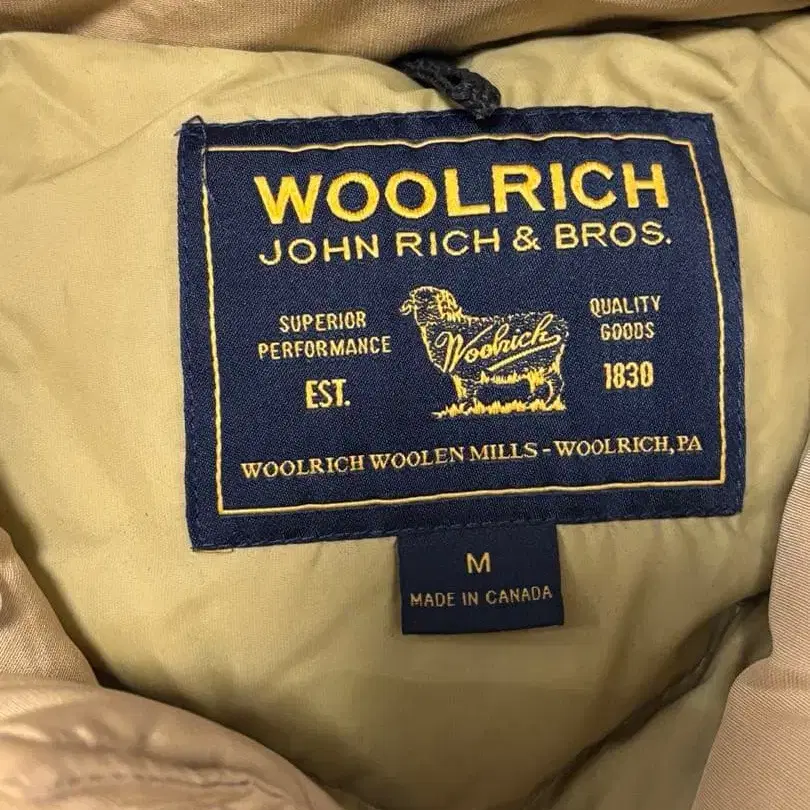 WOOLRICH
JOHN RICH & BROS.
SUPERIOR
PERFORMANCE
EST.
Woolrich
QUALITY
GOODS
1830
WOOLRICH WOOLEN MILLS - WOOLRICH, PA
M
MADE IN CANADA